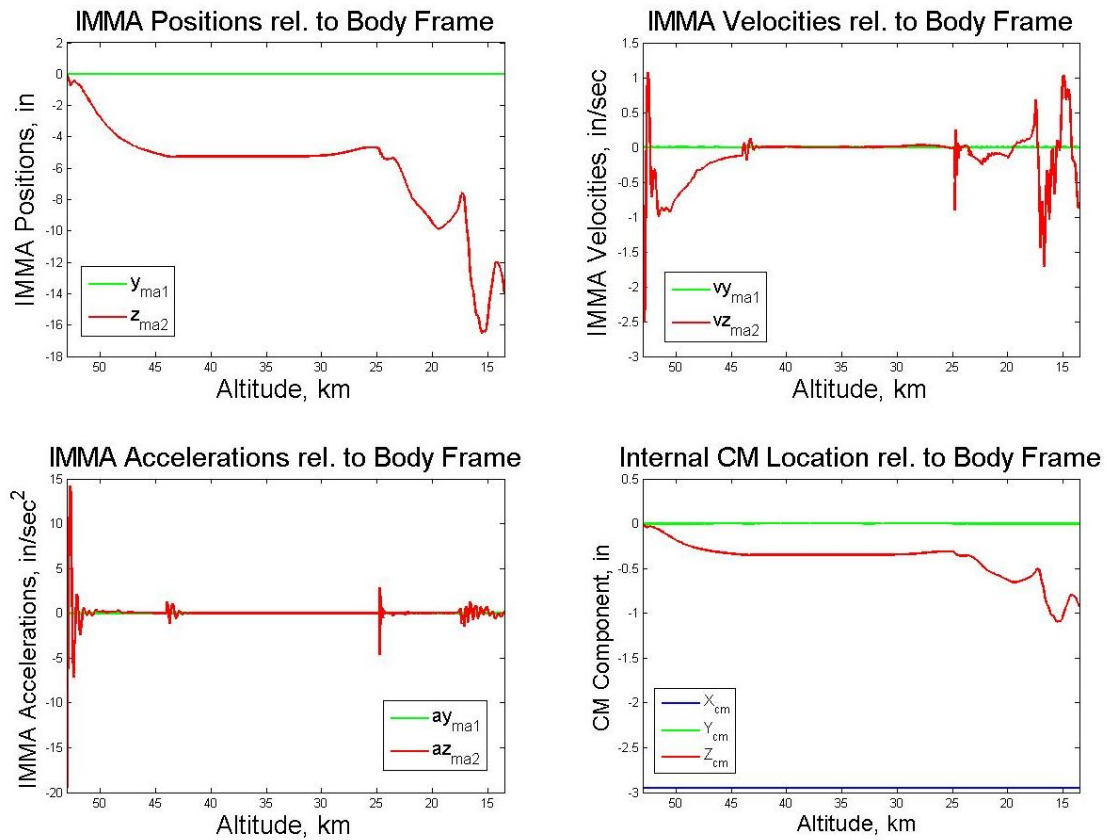 IMMA Positions rel. to Body Frame
2
0
-2
-4
-6
-8
-10
-12
-14
-16
-18
IMMA Positions, in
y_ma1
z_ma2
50 45 40 35 30 25 20 15
Altitude, km
IMMA Velocities rel. to Body Frame
1.5
1
0.5
0
-0.5
-1
-1.5
-2
-2.5
-3
IMMA Velocities, in/sec
vy_ma1
vz_ma2
50 45 40 35 30 25 20 15
Altitude, km
IMMA Accelerations rel. to Body Frame
15
10
5
0
-5
-10
-15
-20
IMMA Accelerations, in/sec²
ay_ma1
az_ma2
50 45 40 35 30 25 20 15
Altitude, km
Internal CM Location rel. to Body Frame
0.5
0
-0.5
-1
-1.5
-2
-2.5
-3
CM Component, in
X_cm
Y_cm
Z_cm
50 45 40 35 30 25 20 15
Altitude, km